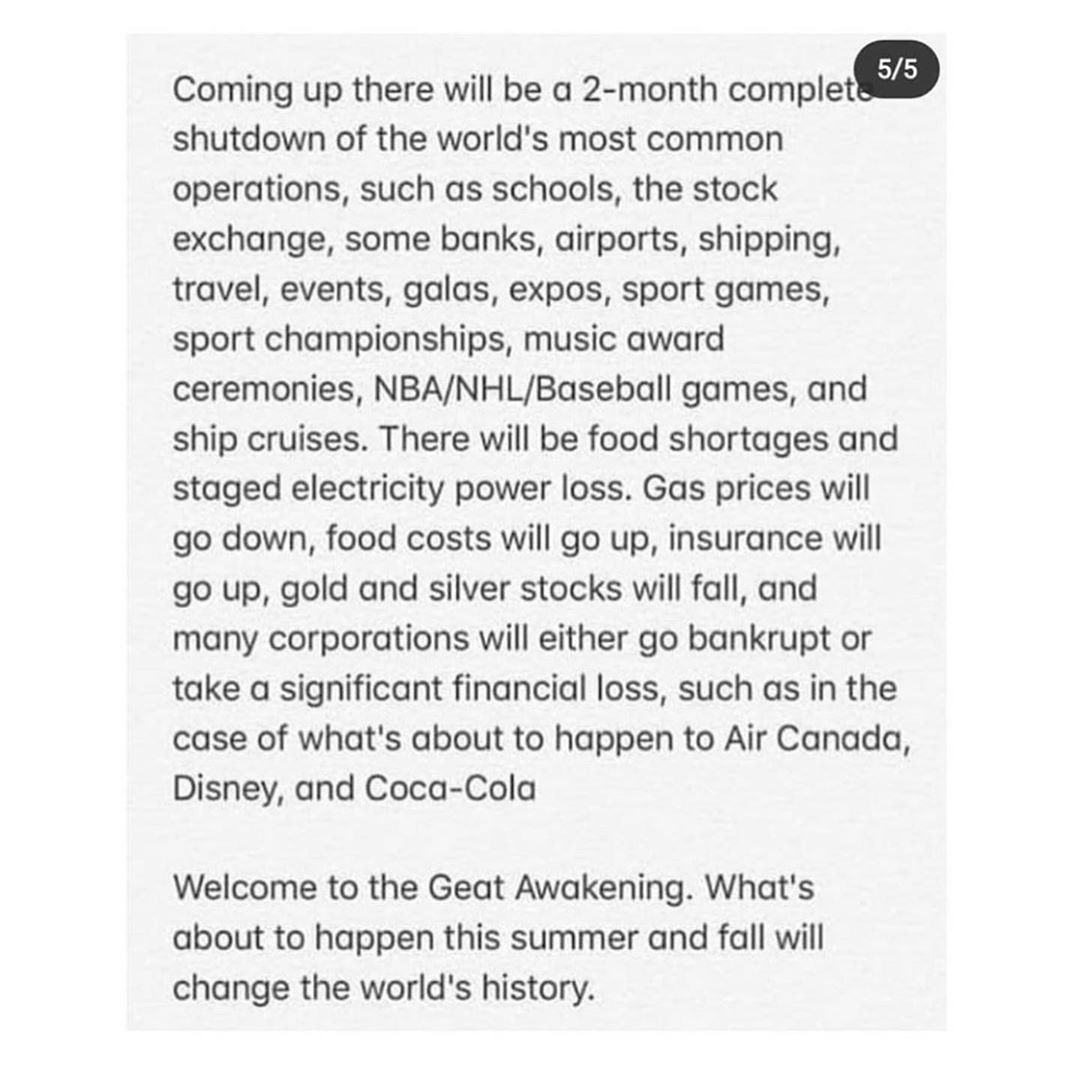 5/5
Coming up there will be a 2-month complete
shutdown of the world's most common
operations, such as schools, the stock
exchange, some banks, airports, shipping,
travel, events, galas, expos, sport games,
sport championships, music award
ceremonies, NBA/NHL/Baseball games, and
ship cruises. There will be food shortages and
staged electricity power loss. Gas prices will
go down, food costs will go up, insurance will
go up, gold and silver stocks will fall, and
many corporations will either go bankrupt or
take a significant financial loss, such as in the
case of what's about to happen to Air Canada,
Disney, and Coca-Cola
Welcome to the Geat Awakening. What's
about to happen this summer and fall will
change the world's history.